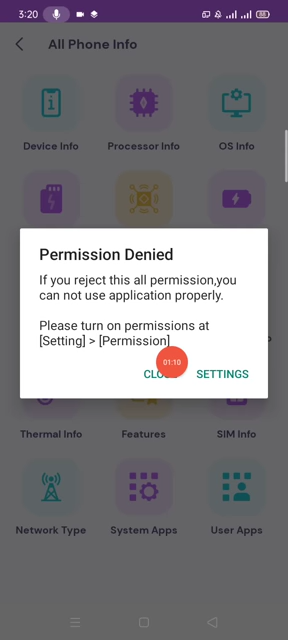 3:20
All Phone Info
Device Info
Processor Info
OS Info
Permission Denied
If you reject this all permission,you
can not use application properly.
Please turn on permissions at
[Setting] > [Permission]
01:10
SETTINGS
Thermal Info
Features
SIM Info
Network Type
System Apps
User Apps